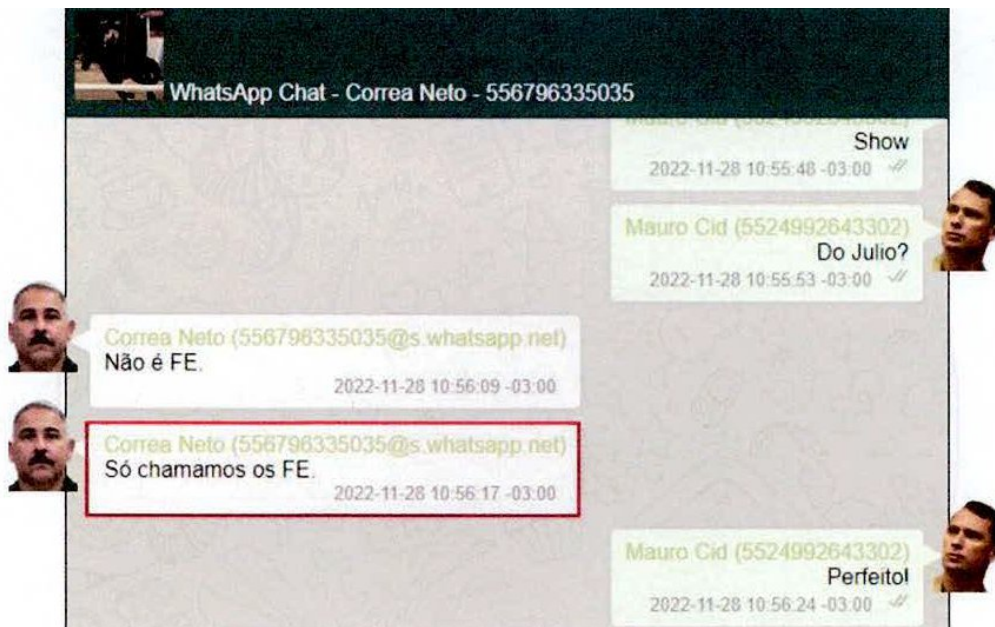 WhatsApp Chat - Correa Neto - 556796335035
Show
2022-11-28 10:55:48 -03:00
Mauro Cid (5524992643302)
Do Julio?
2022-11-28 10:55:53 -03:00
Correa Neto (556796335035@s.whatsapp.net)
Não é FE.
2022-11-28 10:56:09 -03:00
Correa Neto (556796335035@s.whatsapp.net)
Só chamamos os FE.
2022-11-28 10:56:17 -03:00
Mauro Cid (5524992643302)
Perfeito!
2022-11-28 10:56:24 -03:00